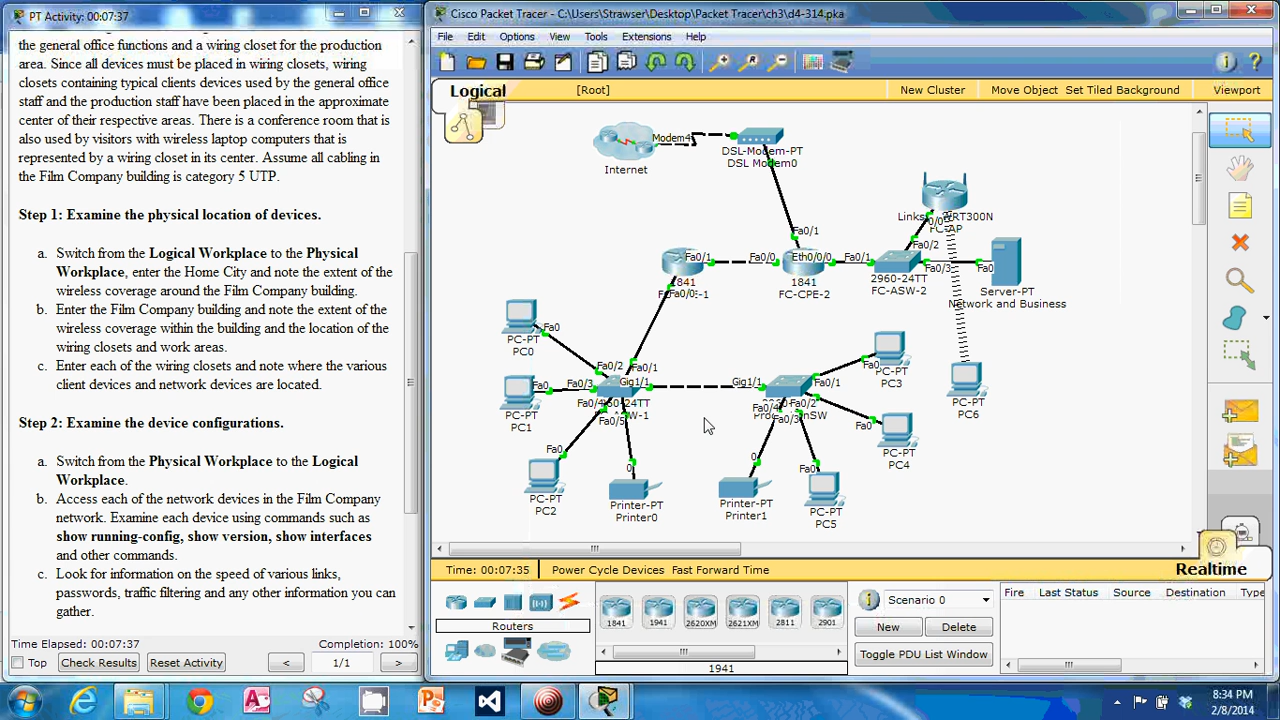 PT Activity: 00:07:37
the general office functions and a wiring closet for the production
area. Since all devices must be placed in wiring closets, wiring
closets containing typical clients devices used by the general office
staff and the production staff have been placed in the approximate
center of their respective areas. There is a conference room that is
also used by visitors with wireless laptop computers that is
represented by a wiring closet in its center. Assume all cabling in
the Film Company building is category 5 UTP.
Step 1: Examine the physical location of devices.
a. Switch from the Logical Workplace to the Physical
Workplace, enter the Home City and note the extent of the
wireless coverage around the Film Company building.
b. Enter the Film Company building and note the extent of the
wireless coverage within the building and the location of the
wiring closets and work areas.
c. Enter each of the wiring closets and note where the various
client devices and network devices are located.
Step 2: Examine the device configurations.
a. Switch from the Physical Workplace to the Logical
Workplace.
b. Access each of the network devices in the Film Company
network. Examine each device using commands such as
show running-config, show version, show interfaces
and other commands.
c. Look for information on the speed of various links,
passwords, traffic filtering and any other information you can
gather.
Time Elapsed: 00:07:37 Completion: 100%
Top Check Results Reset Activity < 1/1 >
Cisco Packet Tracer - C:\Users\Strawser\Desktop\Packet Tracer\ch3\d4-314.pka
File Edit Options View Tools Extensions Help
Logical [Root] New Cluster Move Object Set Tiled Background Viewport
Modem4
Internet
DSL-Modem-PT
DSL Modem0
Fa0/1
WRT300N
Fa0/2
Fa0/1 Fa0/0 Eth0/0/0 Fa0/1 Fa0/3 Fa0
1841
Fa0/0
1841
FC-CPE-2
2960-24TT
FC-ASW-2
Server-PT
Network and Business
Fa0
PC-PT
PC0
Fa0/2 Fa0/1
Fa0 Fa0/3 Gig1/1 Gig1/1 Fa0/1
PC-PT
PC1
Fa0/5
Fa0/2
Fa0
PC-PT
PC3
PC-PT
PC6
Fa0
PC-PT
PC2
0
Printer-PT
Printer0
0
Printer-PT
Printer1
Fa0
PC-PT
PC5
Fa0
PC-PT
PC4
Realtime
Time: 00:07:35 Power Cycle Devices Fast Forward Time
Routers
1841 1941 2620XM 2621XM 2811 2901
1941
Scenario 0
New Delete
Toggle PDU List Window
Fire Last Status Source Destination Type
8:34 PM
2/8/2014